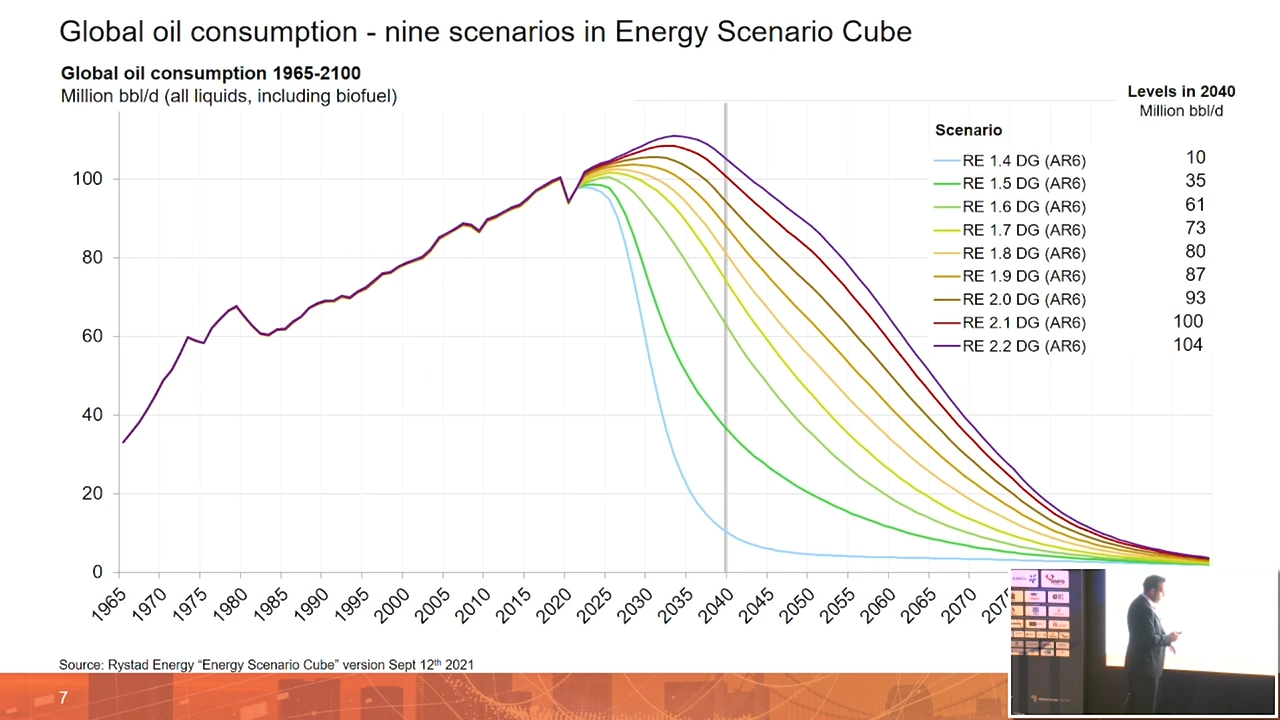 Global oil consumption - nine scenarios in Energy Scenario Cube
Global oil consumption 1965-2100
Million bbl/d (all liquids, including biofuel)
Levels in 2040
Million bbl/d
Scenario
RE 1.4 DG (AR6) 10
RE 1.5 DG (AR6) 35
RE 1.6 DG (AR6) 61
RE 1.7 DG (AR6) 73
RE 1.8 DG (AR6) 80
RE 1.9 DG (AR6) 87
RE 2.0 DG (AR6) 93
RE 2.1 DG (AR6) 100
RE 2.2 DG (AR6) 104
100
80
60
40
20
0
1965 1970 1975 1980 1985 1990 1995 2000 2005 2010 2015 2020 2025 2030 2035 2040 2045 2050 2055 2060 2065 2070
Source: Rystad Energy “Energy Scenario Cube” version Sept 12th 2021
7